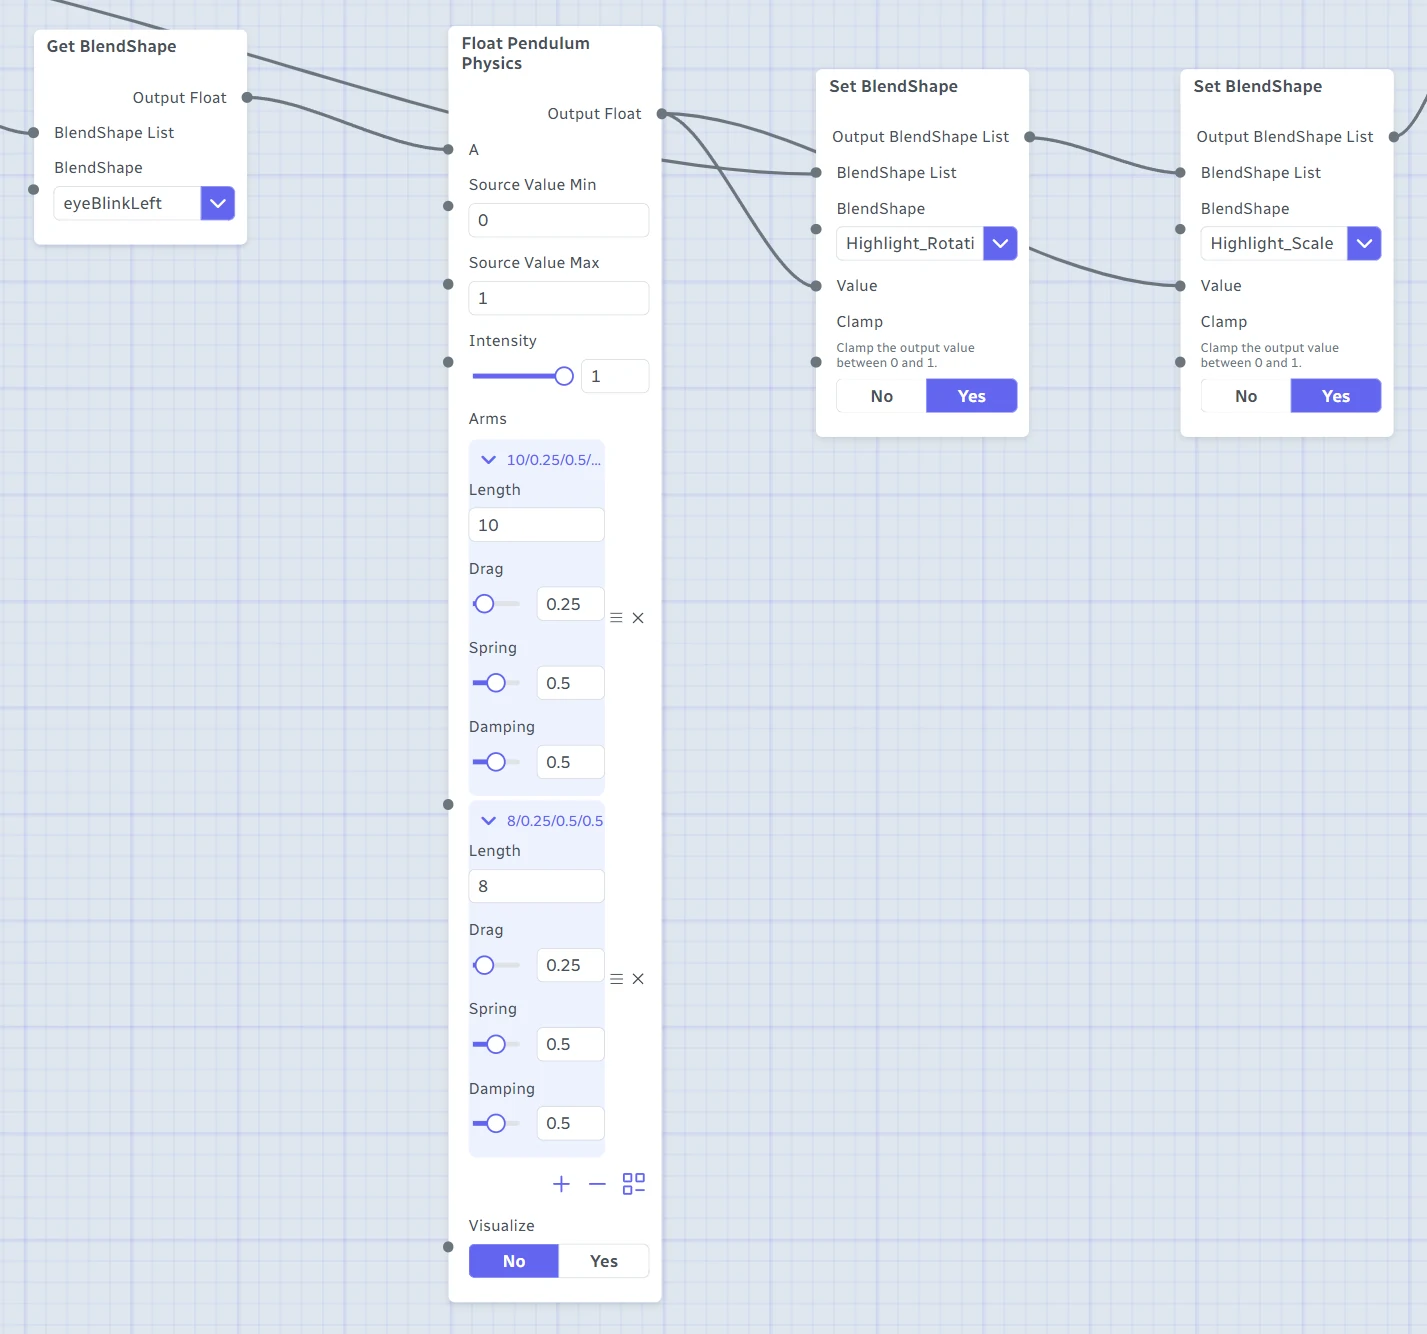 Get BlendShape
Output Float
BlendShape List
BlendShape
eyeBlinkLeft
Float Pendulum
Physics
Output Float
A
Source Value Min
0
Source Value Max
1
Intensity
1
Arms
10/0.25/0.5/...
Length
10
Drag
0.25
Spring
0.5
Damping
0.5
8/0.25/0.5/0.5
Length
8
Drag
0.25
Spring
0.5
Damping
0.5
Visualize
No Yes
Set BlendShape
Output BlendShape List
BlendShape List
BlendShape
Highlight_Rotati
Value
Clamp
Clamp the output value
between 0 and 1.
No Yes
Set BlendShape
Output BlendShape List
BlendShape List
BlendShape
Highlight_Scale
Value
Clamp
Clamp the output value
between 0 and 1.
No Yes